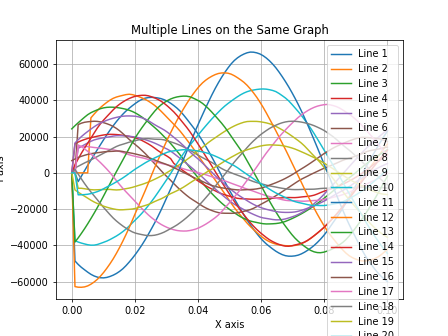 Multiple Lines on the Same Graph
60000
40000
20000
0
−20000
−40000
−60000
0.00
0.02
0.04
0.06
X axis
Line 1
Line 2
Line 3
Line 4
Line 5
Line 6
Line 7
Line 8
Line 9
Line 10
Line 11
Line 12
Line 13
Line 14
Line 15
Line 16
Line 17
Line 18
Line 19
Line 20